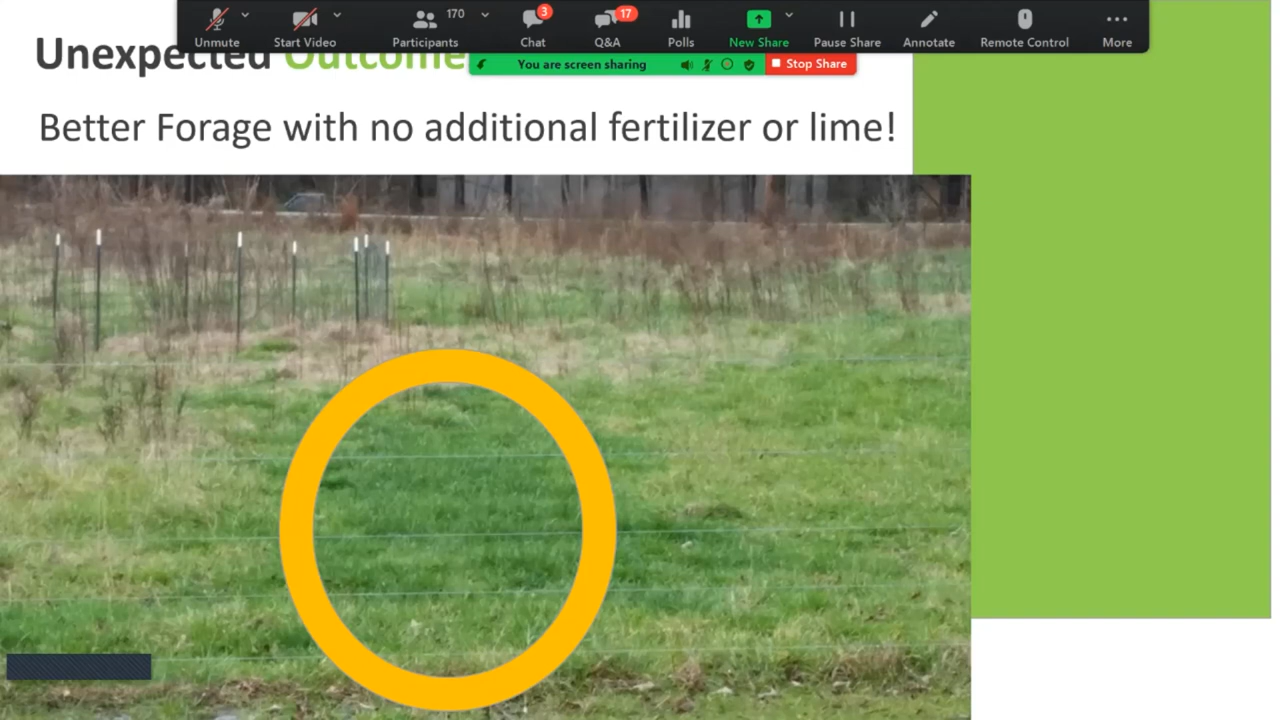 170
3
17
Unmute
Start Video
Participants
Chat
Q&A
Polls
New Share
Pause Share
Annotate
Remote Control
More
Unexpected Outcome
You are screen sharing
Stop Share
Better Forage with no additional fertilizer or lime!